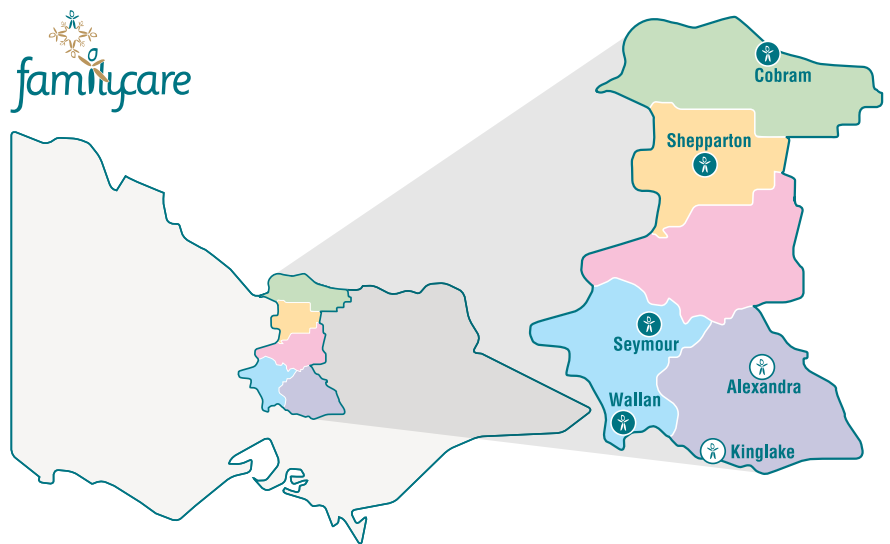 familycare
Cobram
Shepparton
Seymour
Alexandra
Wallan
Kinglake